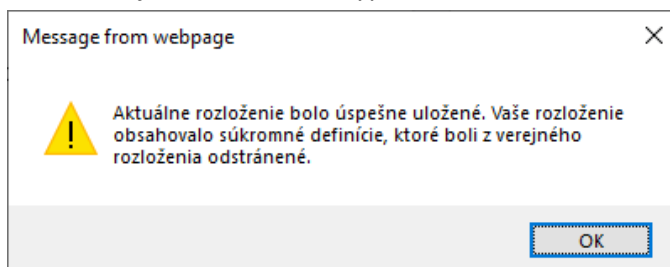 Message from webpage
Aktuálne rozloženie bolo úspešne uložené. Vaše rozloženie
obsahovalo súkromné definície, ktoré boli z verejného
rozloženia odstránené.
OK